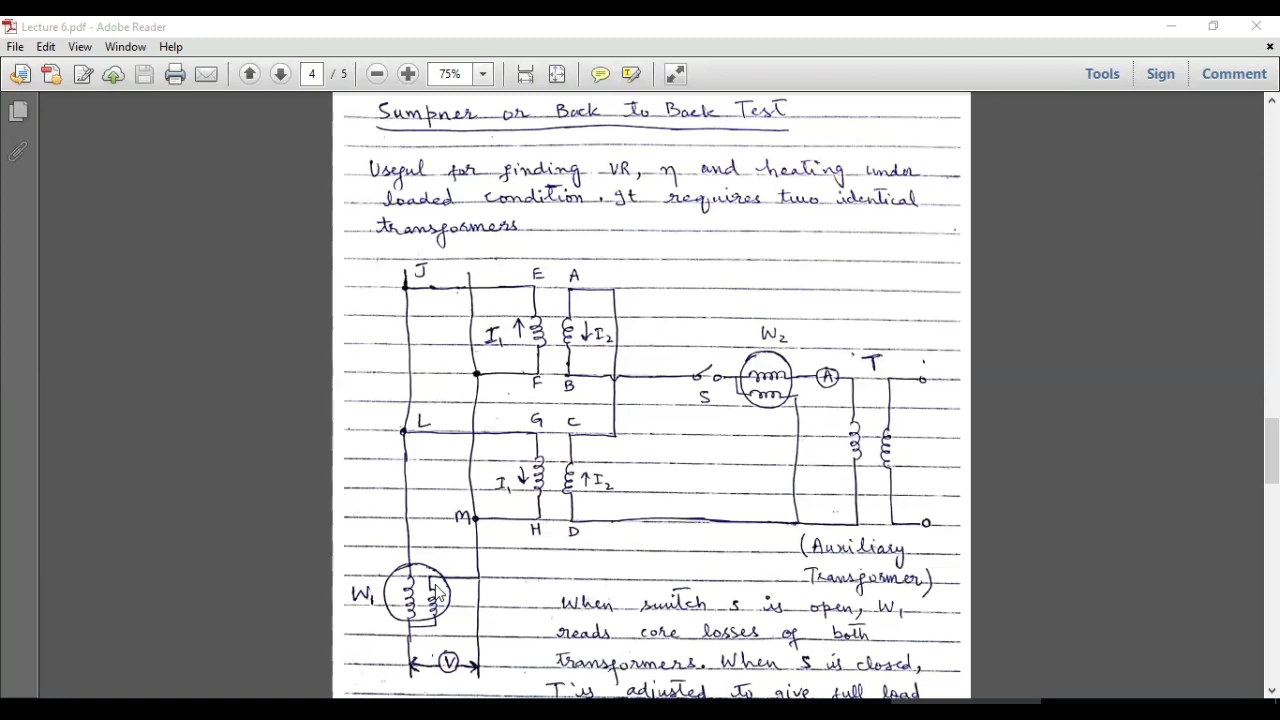 Lecture 6.pdf - Adobe Reader
File Edit View Window Help
4 / 5 75% Tools Sign Comment
Sumpner or Back to Back Test
Useful for finding VR, η and heating under
loaded condition. It requires two identical
transformers
J E A
I₁ ↑ ↓ I₂ W₂
F B S A T
L G C
I₁ ↓ ↑ I₂
M H D
(Auxiliary
Transformer)
W₁
When switch s is open, W₁
reads core losses of both
transformers. When S is closed,
V
T is adjusted to give full load